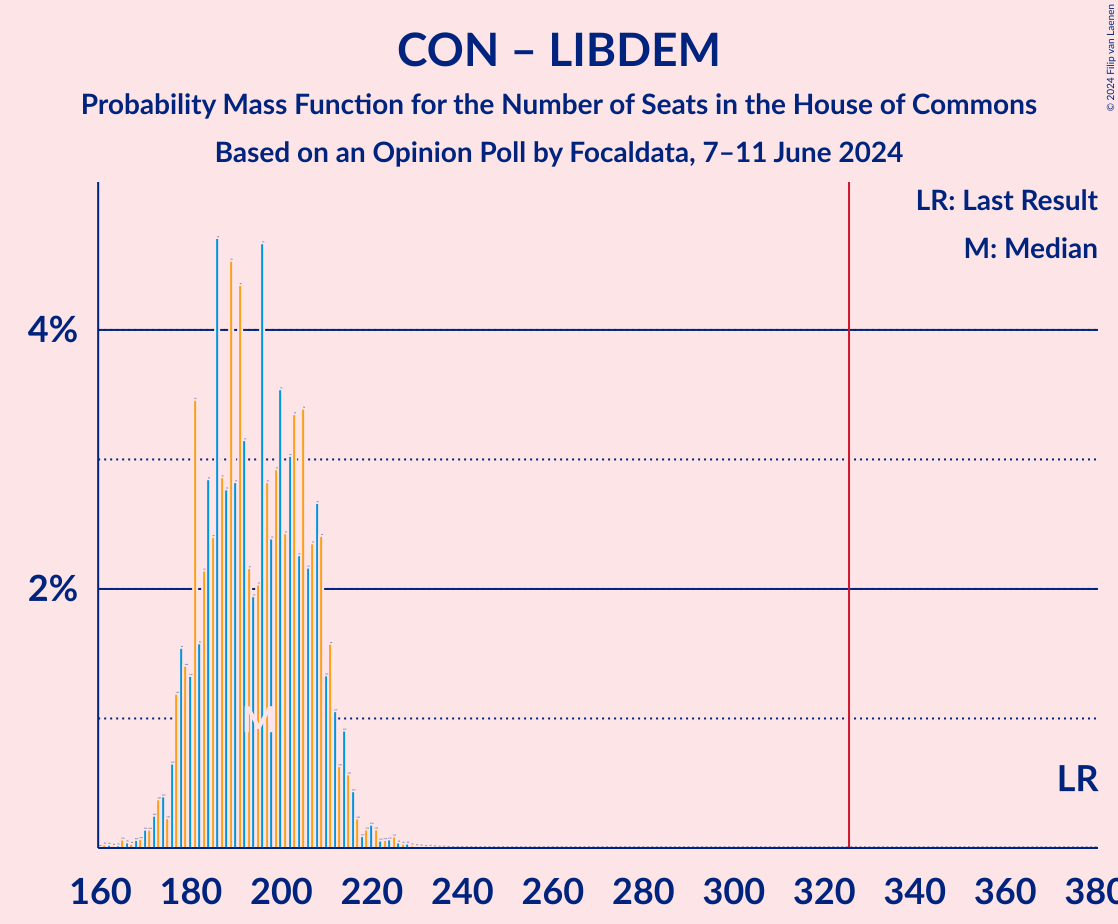 CON – LIBDEM
Probability Mass Function for the Number of Seats in the House of Commons
Based on an Opinion Poll by Focaldata, 7–11 June 2024
© 2024 Filip van Laenen
LR: Last Result
M: Median
4%
2%
M
LR
160 180 200 220 240 260 280 300 320 340 360 380